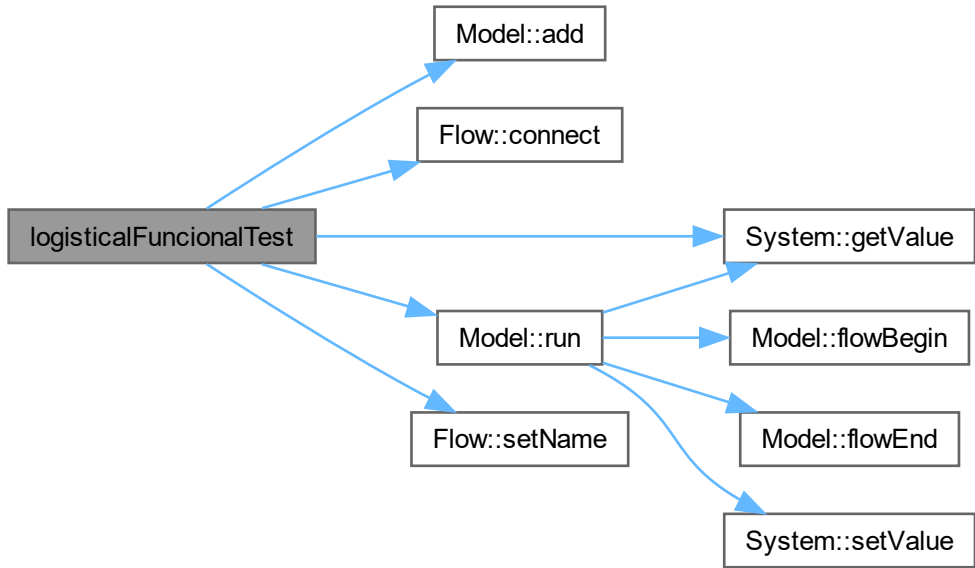 Model::add
Flow::connect
logisticalFuncionalTest
System::getValue
Model::run
Model::flowBegin
Flow::setName
Model::flowEnd
System::setValue